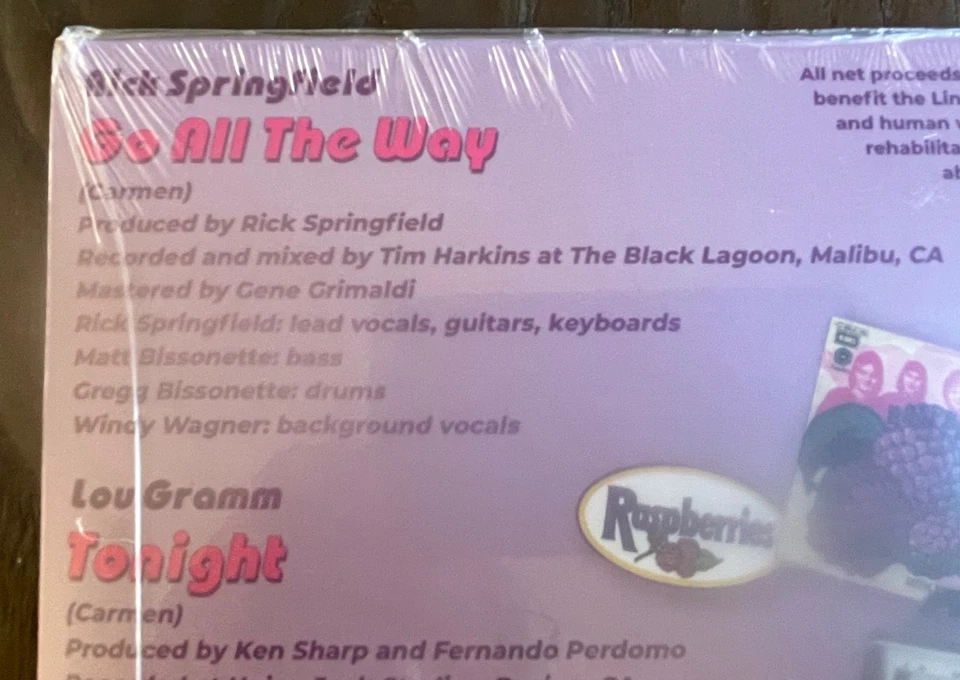 Rick Springfield
Go All The Way
(Carmen)
Produced by Rick Springfield
Recorded and mixed by Tim Harkins at The Black Lagoon, Malibu, CA
Mastered by Gene Grimaldi
Rick Springfield: lead vocals, guitars, keyboards
Matt Bissonette: bass
Gregg Bissonette: drums
Windy Wagner: background vocals
Lou Gramm
Tonight
(Carmen)
Produced by Ken Sharp and Fernando Perdomo
All net proceeds
benefit the Lin
and human
rehabilita
ab
Raspberries